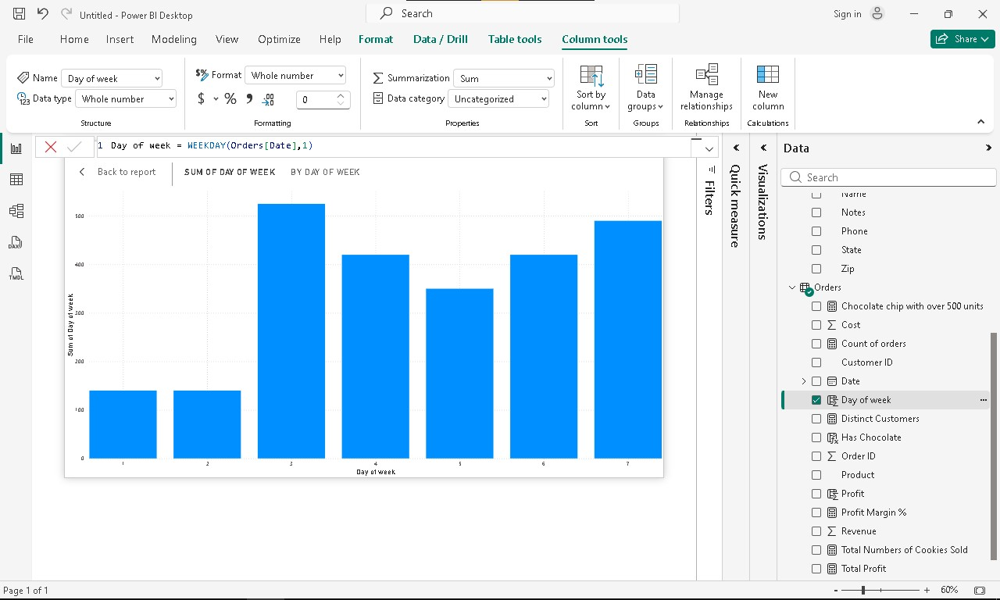 Untitled - Power BI Desktop
Search
Sign in
File Home Insert Modeling View Optimize Help Format Data / Drill Table tools Column tools
Share
Name Day of week
Data type Whole number
Structure
Format Whole number
$ % 0
Formatting
Summarization Sum
Data category Uncategorized
Properties
Sort by
column
Sort
Data
groups
Groups
Manage
relationships
Relationships
New
column
Calculations
1 Day of week = WEEKDAY(Orders[Date],1)
Back to report
SUM OF DAY OF WEEK
BY DAY OF WEEK
Sum of Day of week
500
400
300
200
100
0
1 2 3 4 5 6 7
Day of week
Filters
Quick measure
Visualizations
Data
Search
Name
Notes
Phone
State
Zip
Orders
Chocolate chip with over 500 units
Cost
Count of orders
Customer ID
Date
Day of week
Distinct Customers
Has Chocolate
Order ID
Product
Profit
Profit Margin %
Revenue
Total Numbers of Cookies Sold
Total Profit
DAX
TMDL
Page 1 of 1
- + 60%